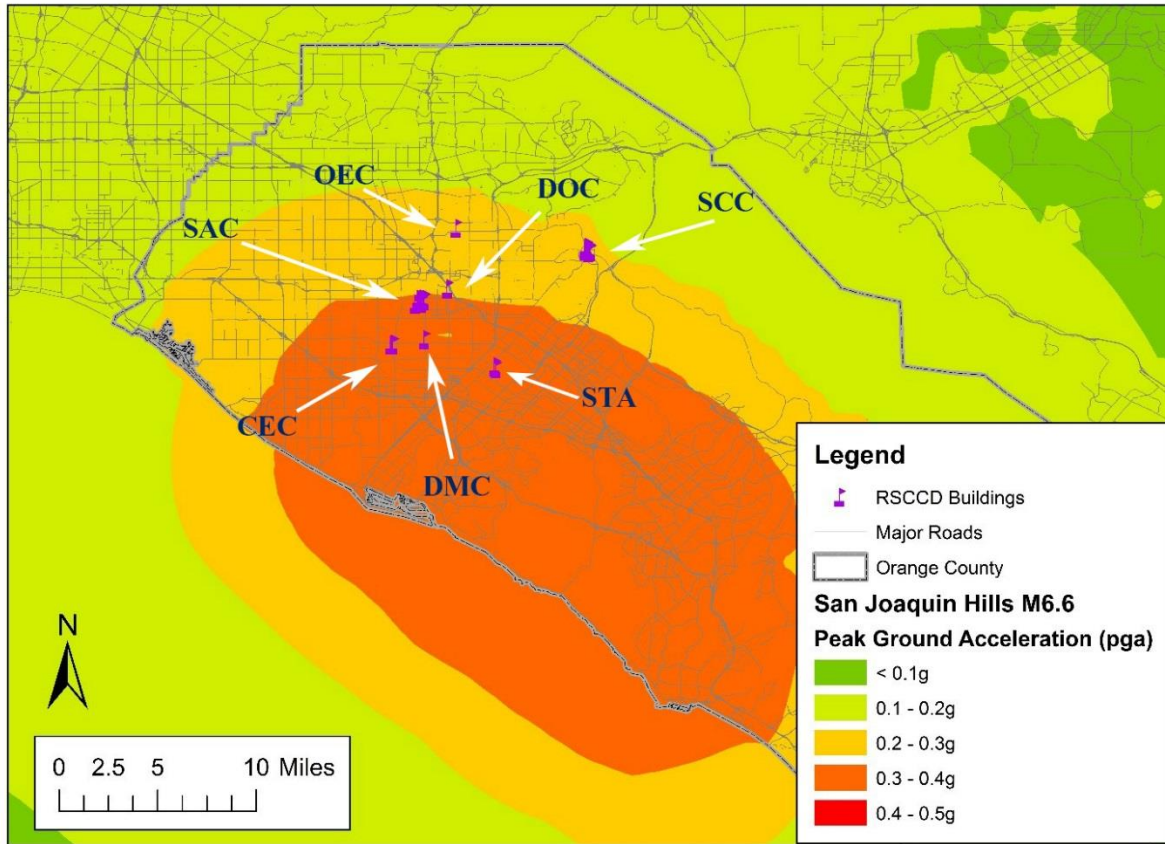 OEC
DOC
SCC
SAC
CEC
STA
DMC
N
0 2.5 5 10 Miles
Legend
RSCCD Buildings
Major Roads
Orange County
San Joaquin Hills M6.6
Peak Ground Acceleration (pga)
< 0.1g
0.1 - 0.2g
0.2 - 0.3g
0.3 - 0.4g
0.4 - 0.5g